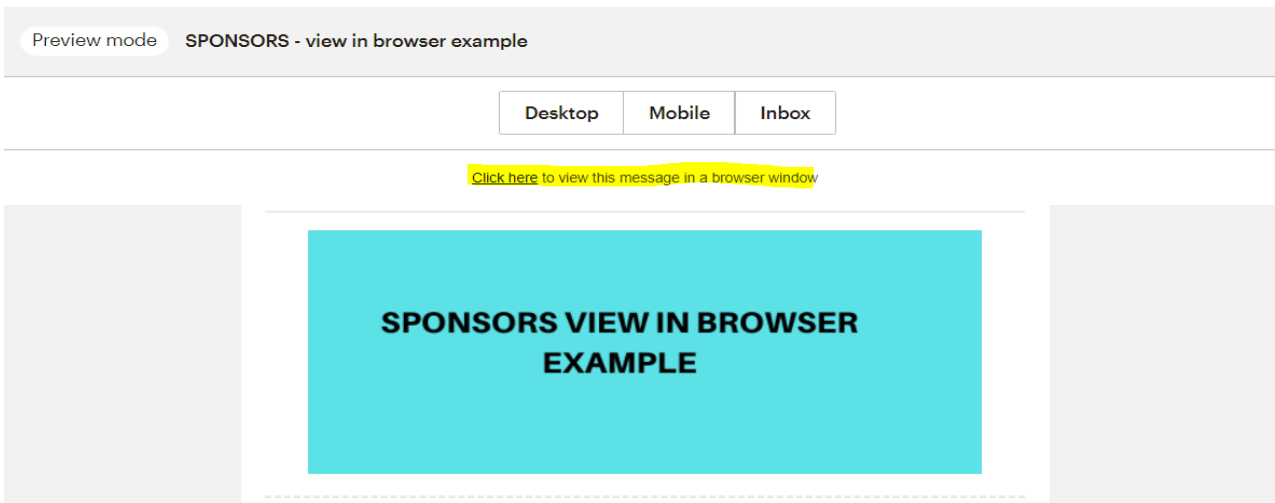 Preview mode SPONSORS - view in browser example
Desktop Mobile Inbox
Click here to view this message in a browser window
SPONSORS VIEW IN BROWSER
EXAMPLE